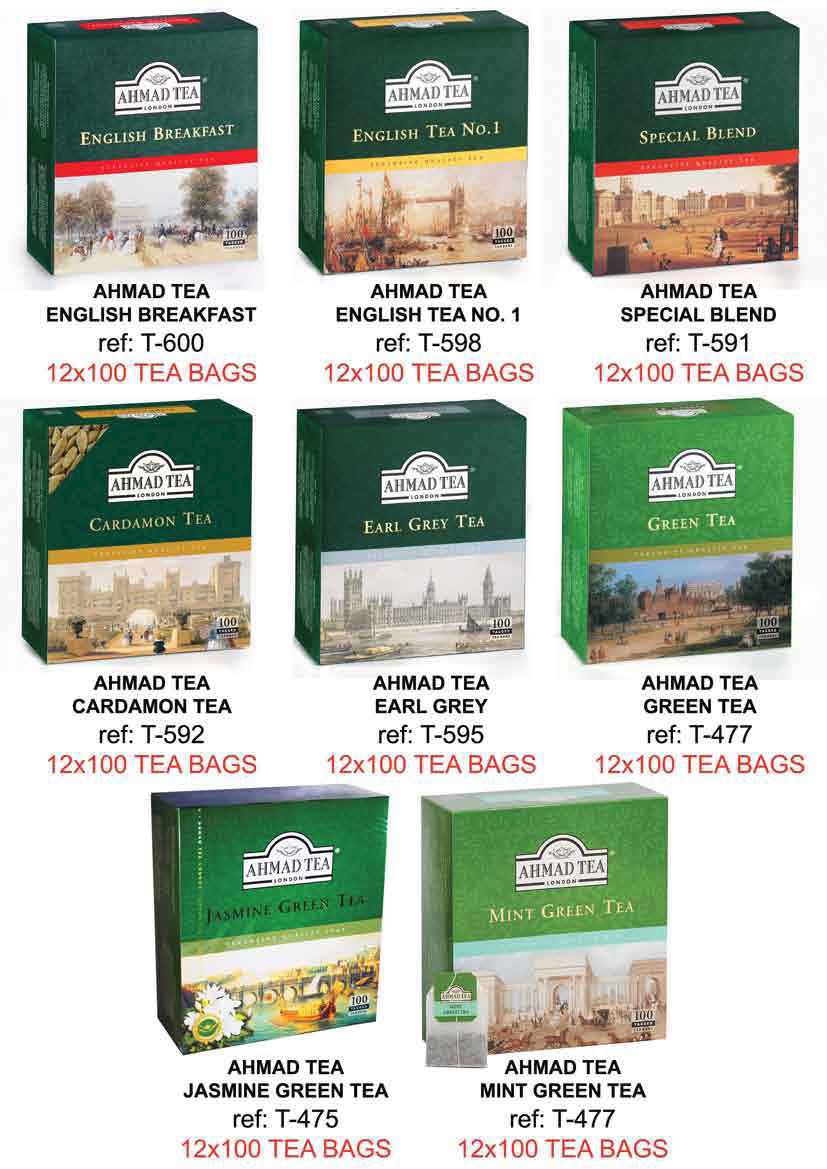 AHMAD TEA
LONDON
ENGLISH BREAKFAST
100
AHMAD TEA
ENGLISH BREAKFAST
ref: T-600
12x100 TEA BAGS
AHMAD TEA
LONDON
ENGLISH TEA NO.1
100
AHMAD TEA
ENGLISH TEA NO. 1
ref: T-598
12x100 TEA BAGS
AHMAD TEA
LONDON
SPECIAL BLEND
100
AHMAD TEA
SPECIAL BLEND
ref: T-591
12x100 TEA BAGS
AHMAD TEA
LONDON
CARDAMON TEA
100
AHMAD TEA
CARDAMON TEA
ref: T-592
12x100 TEA BAGS
AHMAD TEA
LONDON
EARL GREY TEA
100
AHMAD TEA
EARL GREY
ref: T-595
12x100 TEA BAGS
AHMAD TEA
LONDON
GREEN TEA
100
AHMAD TEA
GREEN TEA
ref: T-477
12x100 TEA BAGS
AHMAD TEA
LONDON
JASMINE GREEN TEA
100
AHMAD TEA
JASMINE GREEN TEA
ref: T-475
12x100 TEA BAGS
AHMAD TEA
LONDON
MINT GREEN TEA
100
AHMAD TEA
MINT
GREEN TEA
AHMAD TEA
MINT GREEN TEA
ref: T-477
12x100 TEA BAGS